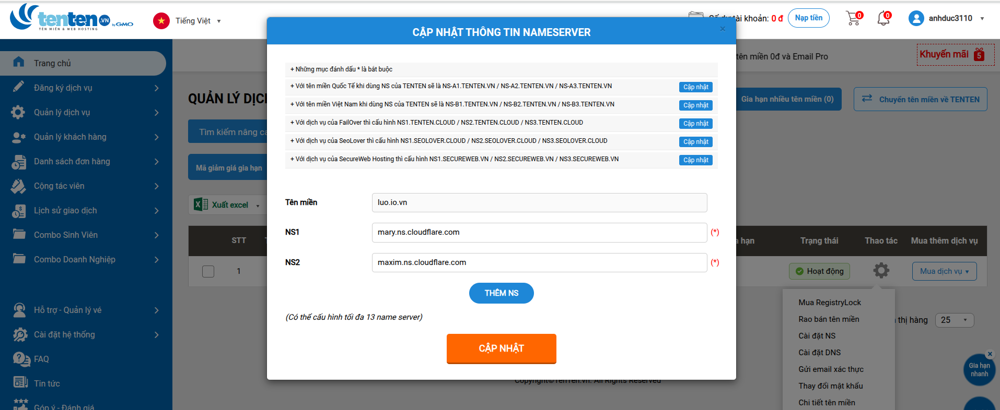 tenten.vn by GMO
TÊN MIỀN & WEB HOSTING
Tiếng Việt
Số dư tài khoản: 0 đ
Nạp tiền
0
0
anhduc3110
Trang chủ
Đăng ký dịch vụ
Quản lý dịch vụ
Quản lý khách hàng
Danh sách đơn hàng
Cộng tác viên
Lịch sử giao dịch
Combo Sinh Viên
Combo Doanh Nghiệp
Hỗ trợ - Quản lý vé
Cài đặt hệ thống
FAQ
Tin tức
Góp ý - Đánh giá
tên miền 0đ và Email Pro
Khuyến mãi 5
QUẢN LÝ DỊC
Gia hạn nhiều tên miền (0)
Chuyển tên miền về TENTEN
Tìm kiếm nâng ca
Mã giảm giá gia hạn
Xuất excel
STT
hạn
Trạng thái
Thao tác
Mua thêm dịch vụ
1
Hoạt động
Mua dịch vụ
Mua RegistryLock
Rao bán tên miền
Cài đặt NS
Cài đặt DNS
Gửi email xác thực
Thay đổi mật khẩu
Chi tiết tên miền
thị hàng
25
Gia hạn
nhanh
Copyright©TenTen.vn. All Rights Reserved
CẬP NHẬT THÔNG TIN NAMESERVER
×
+ Những mục đánh dấu * là bắt buộc
+ Với tên miền Quốc Tế khi dùng NS của TENTEN sẽ là NS-A1.TENTEN.VN / NS-A2.TENTEN.VN / NS-A3.TENTEN.VN
Cập nhật
+ Với tên miền Việt Nam khi dùng NS của TENTEN sẽ là NS-B1.TENTEN.VN / NS-B2.TENTEN.VN / NS-B3.TENTEN.VN
Cập nhật
+ Với dịch vụ của FailOver thì cấu hình NS1.TENTEN.CLOUD / NS2.TENTEN.CLOUD / NS3.TENTEN.CLOUD
Cập nhật
+ Với dịch vụ của SeoLover thì cấu hình NS1.SEOLOVER.CLOUD / NS2.SEOLOVER.CLOUD / NS3.SEOLOVER.CLOUD
Cập nhật
+ Với dịch vụ của SecureWeb Hosting thì cấu hình NS1.SECUREWEB.VN / NS2.SECUREWEB.VN / NS3.SECUREWEB.VN
Cập nhật
Tên miền
luo.io.vn
NS1
mary.ns.cloudflare.com
(*)
NS2
maxim.ns.cloudflare.com
(*)
THÊM NS
(Có thể cấu hình tối đa 13 name server)
CẬP NHẬT